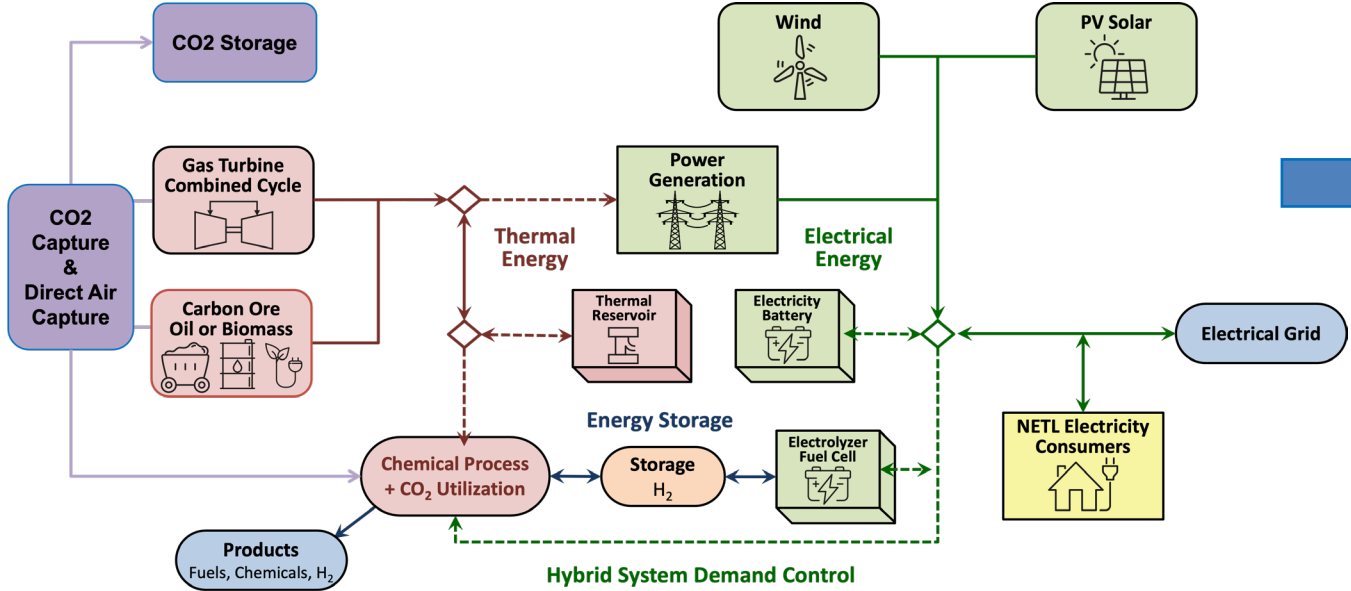 CO2 Storage
Wind
PV Solar
Gas Turbine
Combined Cycle
Power
Generation
CO2
Capture
&
Direct Air
Capture
Thermal
Energy
Electrical
Energy
Carbon Ore
Oil or Biomass
Thermal
Reservoir
Electricity
Battery
Electrical Grid
Energy Storage
NETL Electricity
Consumers
Chemical Process
+ CO₂ Utilization
Storage
H₂
Electrolyzer
Fuel Cell
Products
Fuels, Chemicals, H₂
Hybrid System Demand Control